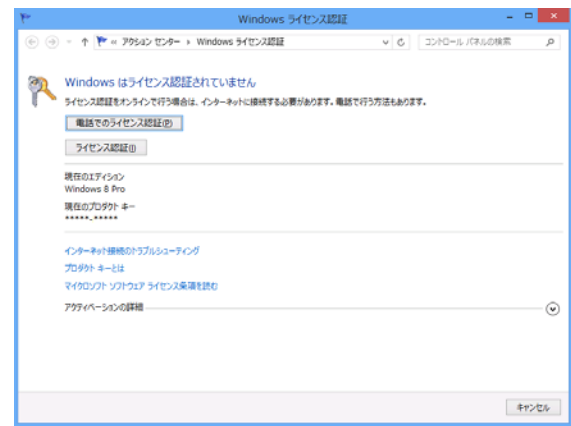 Windows ライセンス認証
« アクション センター › Windows ライセンス認証
コントロール パネルの検索
Windows はライセンス認証されていません
ライセンス認証をオンラインで行う場合は、インターネットに接続する必要があります。電話で行う方法もあります。
電話でのライセンス認証(P)
ライセンス認証(I)
現在のエディション
Windows 8 Pro
現在のプロダクト キー
*****-*****
インターネット接続のトラブルシューティング
プロダクト キーとは
マイクロソフト ソフトウェア ライセンス条項を読む
アクティベーションの詳細
キャンセル